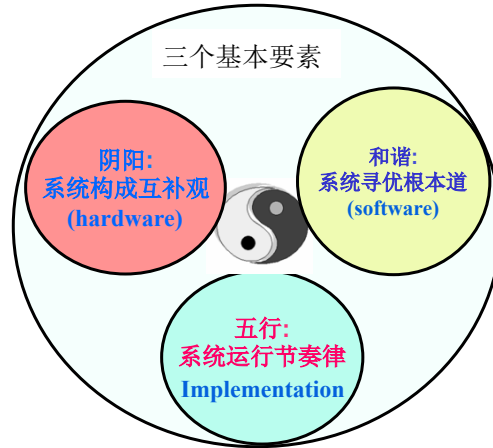 三个基本要素
阴阳:
系统构成互补观
(hardware)
和谐:
系统寻优根本道
(software)
五行:
系统运行节奏律
Implementation